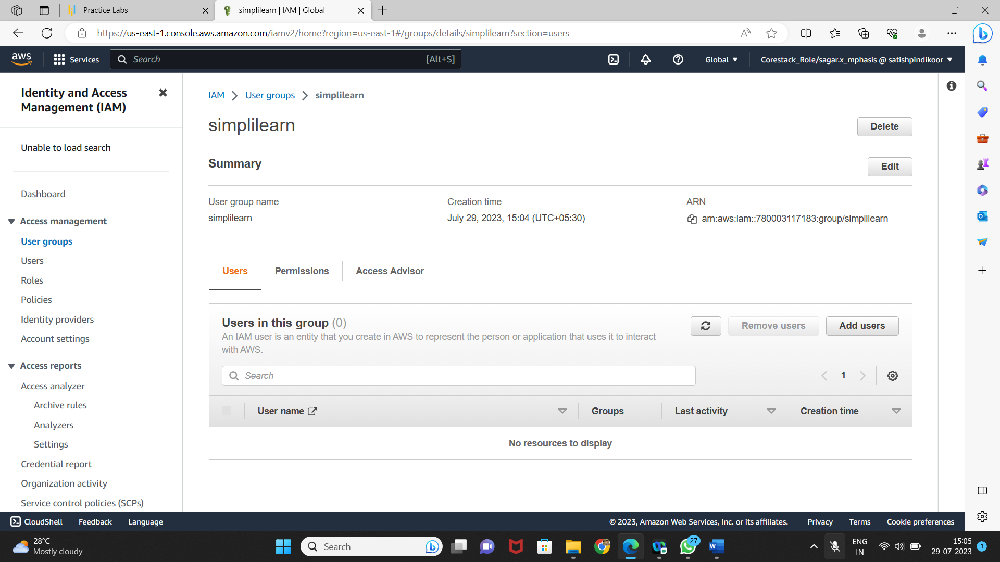 Practice Labs
simplilearn | IAM | Global
https://us-east-1.console.aws.amazon.com/iamv2/home?region=us-east-1#/groups/details/simplilearn?section=users
aws
Services
Search
[Alt+S]
Global
Corestack_Role/sagar.x_mphasis @ satishpindikoor
Identity and Access
Management (IAM)
Unable to load search
Dashboard
Access management
User groups
Users
Roles
Policies
Identity providers
Account settings
Access reports
Access analyzer
Archive rules
Analyzers
Settings
Credential report
Organization activity
Service control policies (SCPs)
IAM
User groups
simplilearn
simplilearn
Delete
Summary
Edit
User group name
simplilearn
Creation time
July 29, 2023, 15:04 (UTC+05:30)
ARN
arn:aws:iam::780003117183:group/simplilearn
Users
Permissions
Access Advisor
Users in this group (0)
An IAM user is an entity that you create in AWS to represent the person or application that uses it to interact
with AWS.
Remove users
Add users
Search
1
User name
Groups
Last activity
Creation time
No resources to display
CloudShell
Feedback
Language
© 2023, Amazon Web Services, Inc. or its affiliates.
Privacy
Terms
Cookie preferences
28°C
Mostly cloudy
Search
27
ENG
IN
15:05
29-07-2023
1